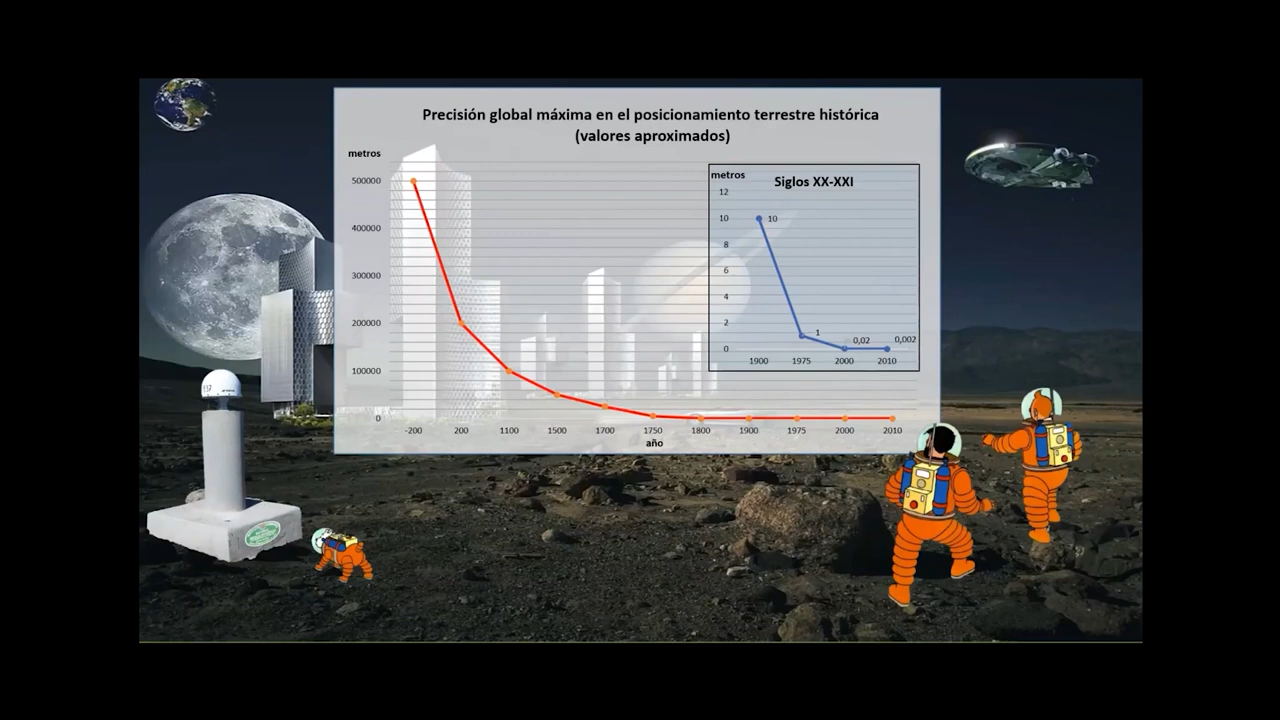 Precisión global máxima en el posicionamiento terrestre histórica
(valores aproximados)
metros
500000
400000
300000
200000
100000
0
-200 200 1100 1500 1700 1750 1800 1900 1975 2000 2010
año
metros
Siglos XX-XXI
12
10
8
6
4
2
0
10
1
0,02
0,002
1900 1975 2000 2010